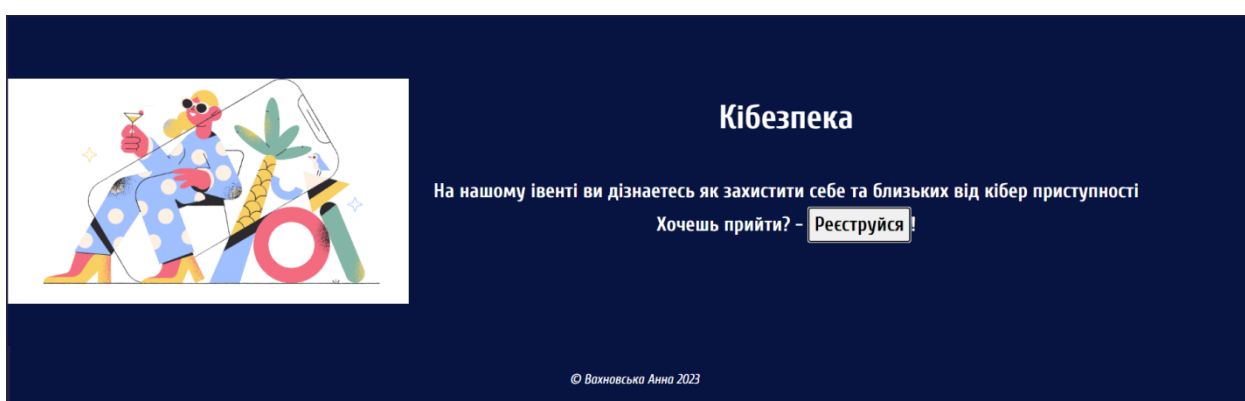 Кібезпека
На нашому івенті ви дізнаетесь як захистити себе та близьких від кібер приступності
Хочешь прийти? - Реєструйся!
© Вахновська Анна 2023